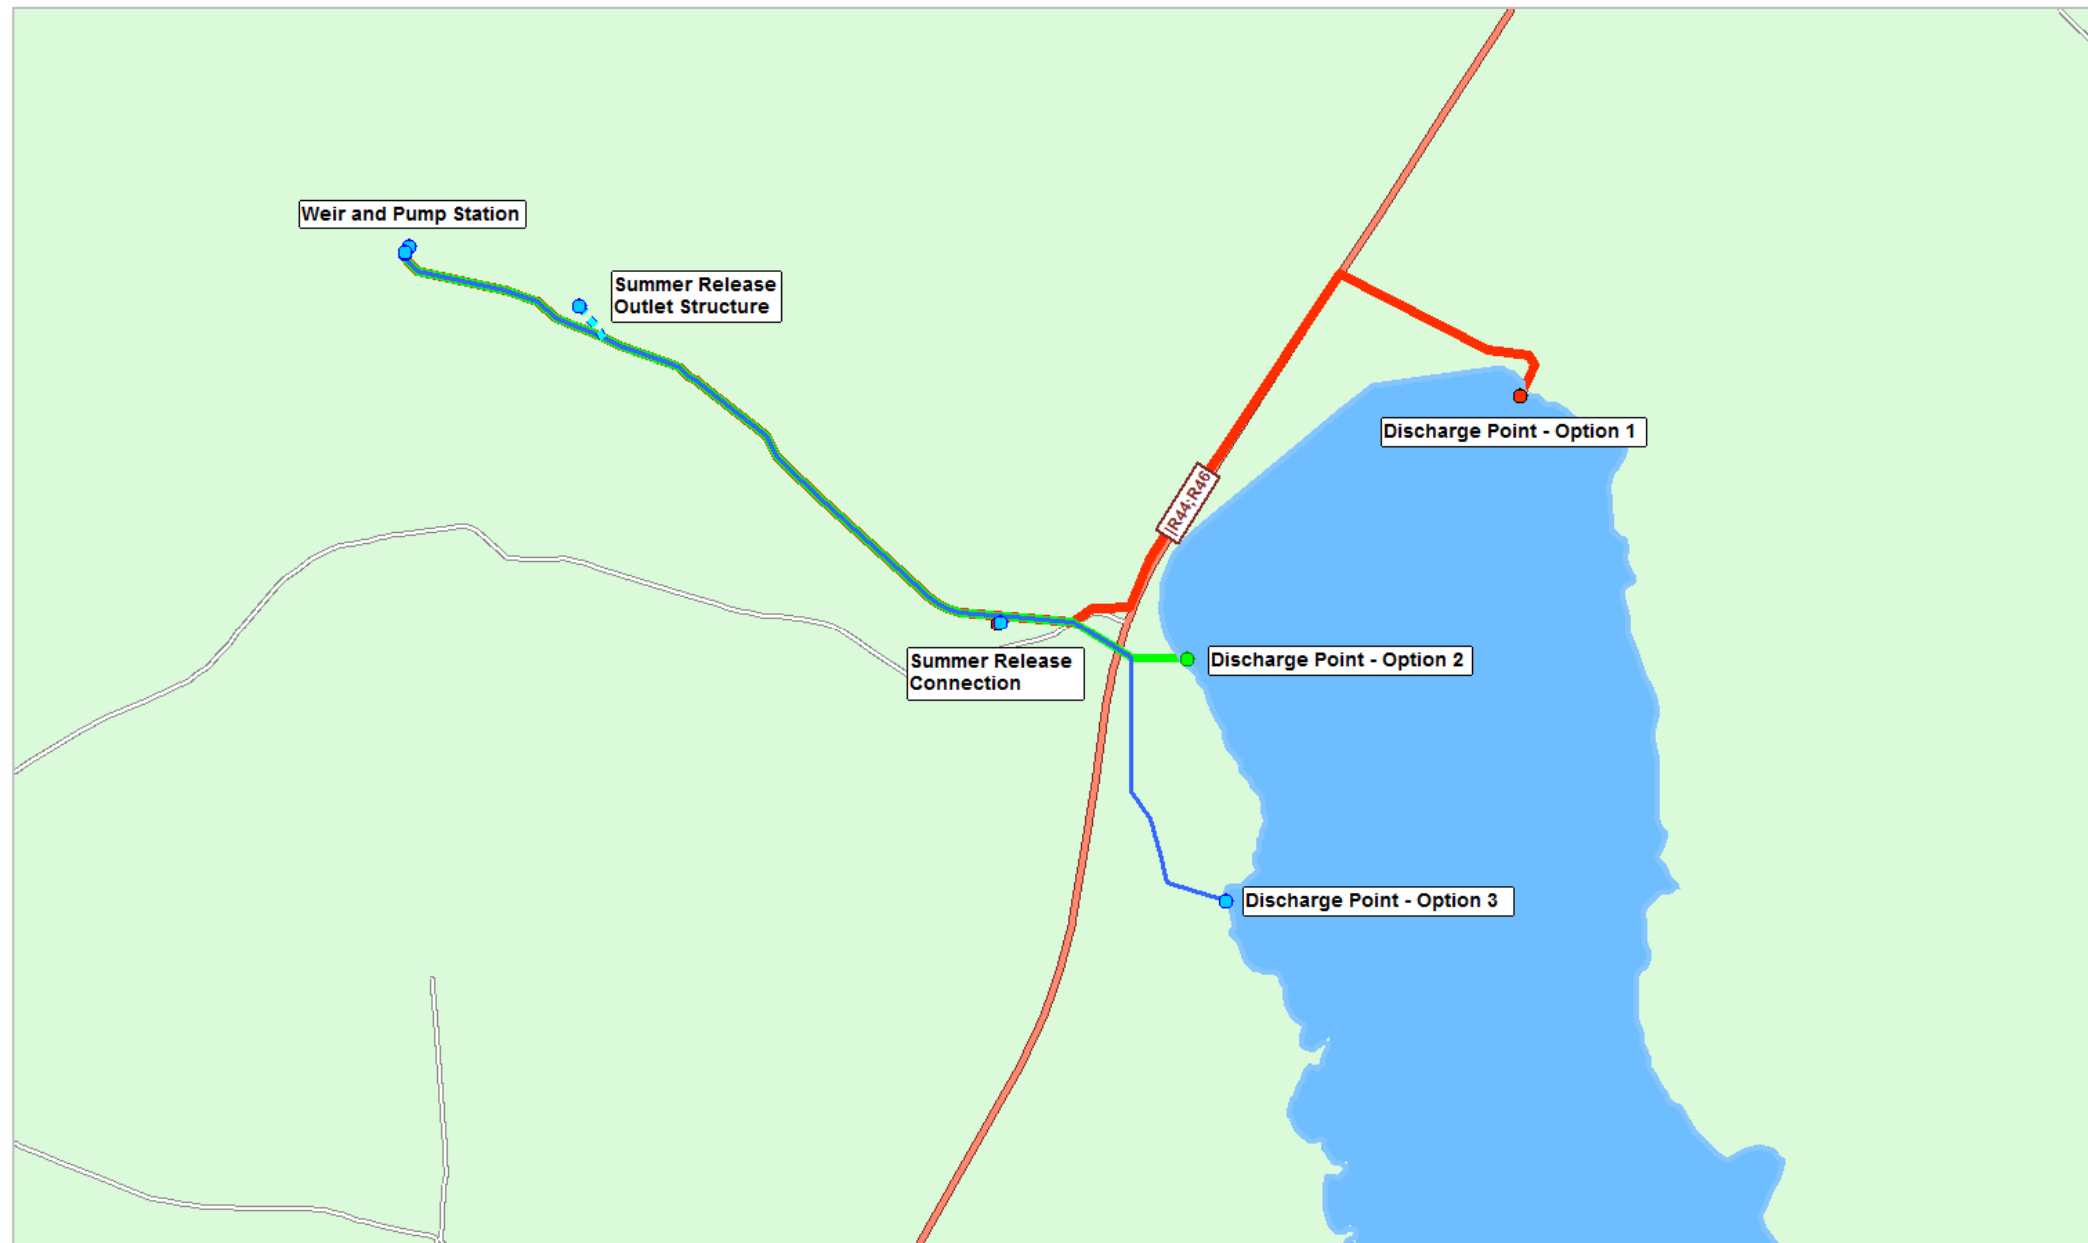 Weir and Pump Station
Summer Release
Outlet Structure
Discharge Point - Option 1
|R44;R46
Summer Release
Connection
Discharge Point - Option 2
Discharge Point - Option 3